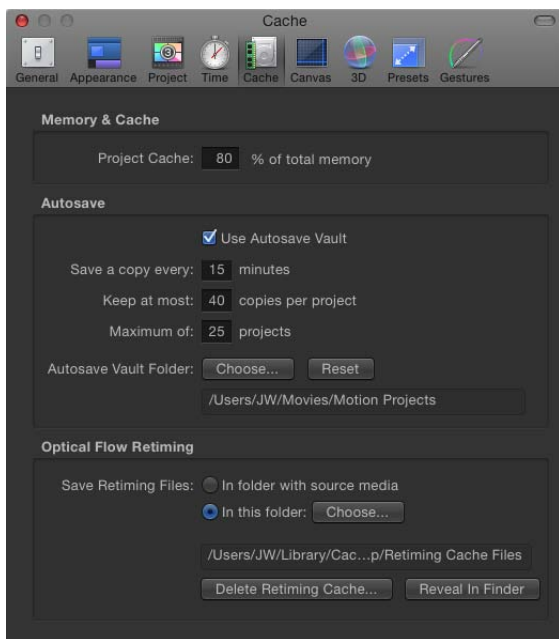 Cache
General Appearance Project Time Cache Canvas 3D Presets Gestures
Memory & Cache
Project Cache: 80 % of total memory
Autosave
Use Autosave Vault
Save a copy every: 15 minutes
Keep at most: 40 copies per project
Maximum of: 25 projects
Autosave Vault Folder: Choose... Reset
/Users/JW/Movies/Motion Projects
Optical Flow Retiming
Save Retiming Files: In folder with source media
In this folder: Choose...
/Users/JW/Library/Cac...p/Retiming Cache Files
Delete Retiming Cache... Reveal In Finder